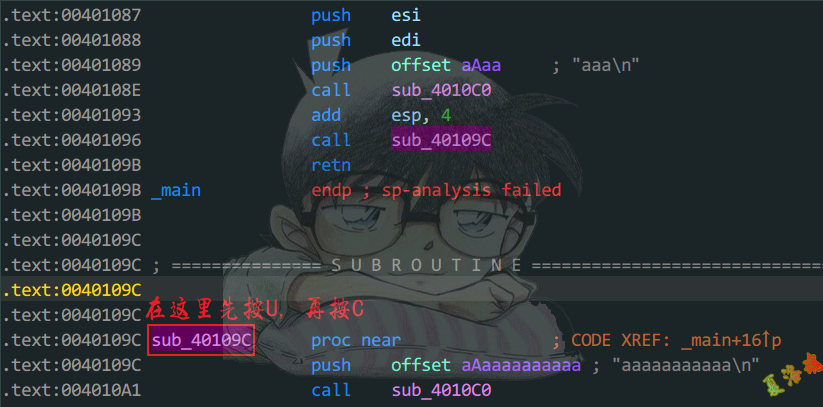 .text:00401087 push esi
.text:00401088 push edi
.text:00401089 push offset aAaa ; "aaa\n"
.text:0040108E call sub_4010C0
.text:00401093 add esp, 4
.text:00401096 call sub_40109C
.text:0040109B retn
.text:0040109B _main endp ; sp-analysis failed
.text:0040109B
.text:0040109C
.text:0040109C ; =============== S U B R O U T I N E =============================
.text:0040109C
.text:0040109C 在这里先按U，再按C
.text:0040109C sub_40109C proc near ; CODE XREF: _main+16↑p
.text:0040109C push offset aAaaaaaaaaaa ; "aaaaaaaaaaa\n"
.text:004010A1 call sub_4010C0